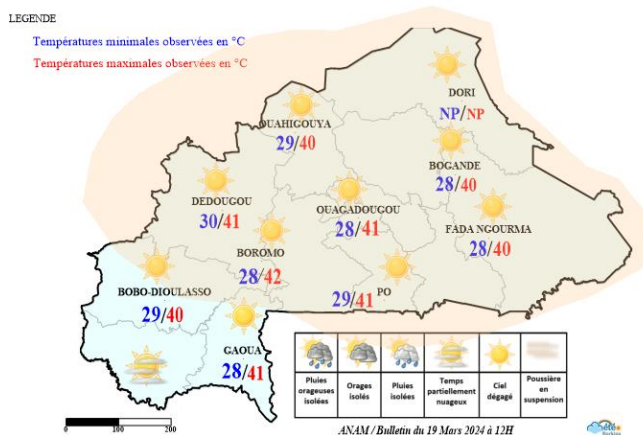 LEGENDE
Températures minimales observées en °C
Températures maximales observées en °C
DORI
NP/NP
OUAHIGOUYA
29/40
BOGANDE
28/40
DEDOUGOU
30/41
OUAGADOUGOU
28/41
FADA NGOURMA
28/40
BOROMO
28/42
PO
29/41
BOBO-DIOULASSO
29/40
GAOUA
28/41
Pluies orageuses isolées
Orages isolés
Pluies isolées
Temps partiellement nuageux
Ciel dégagé
Poussière en suspension
0 100 200
ANAM / Bulletin du 19 Mars 2024 à 12H